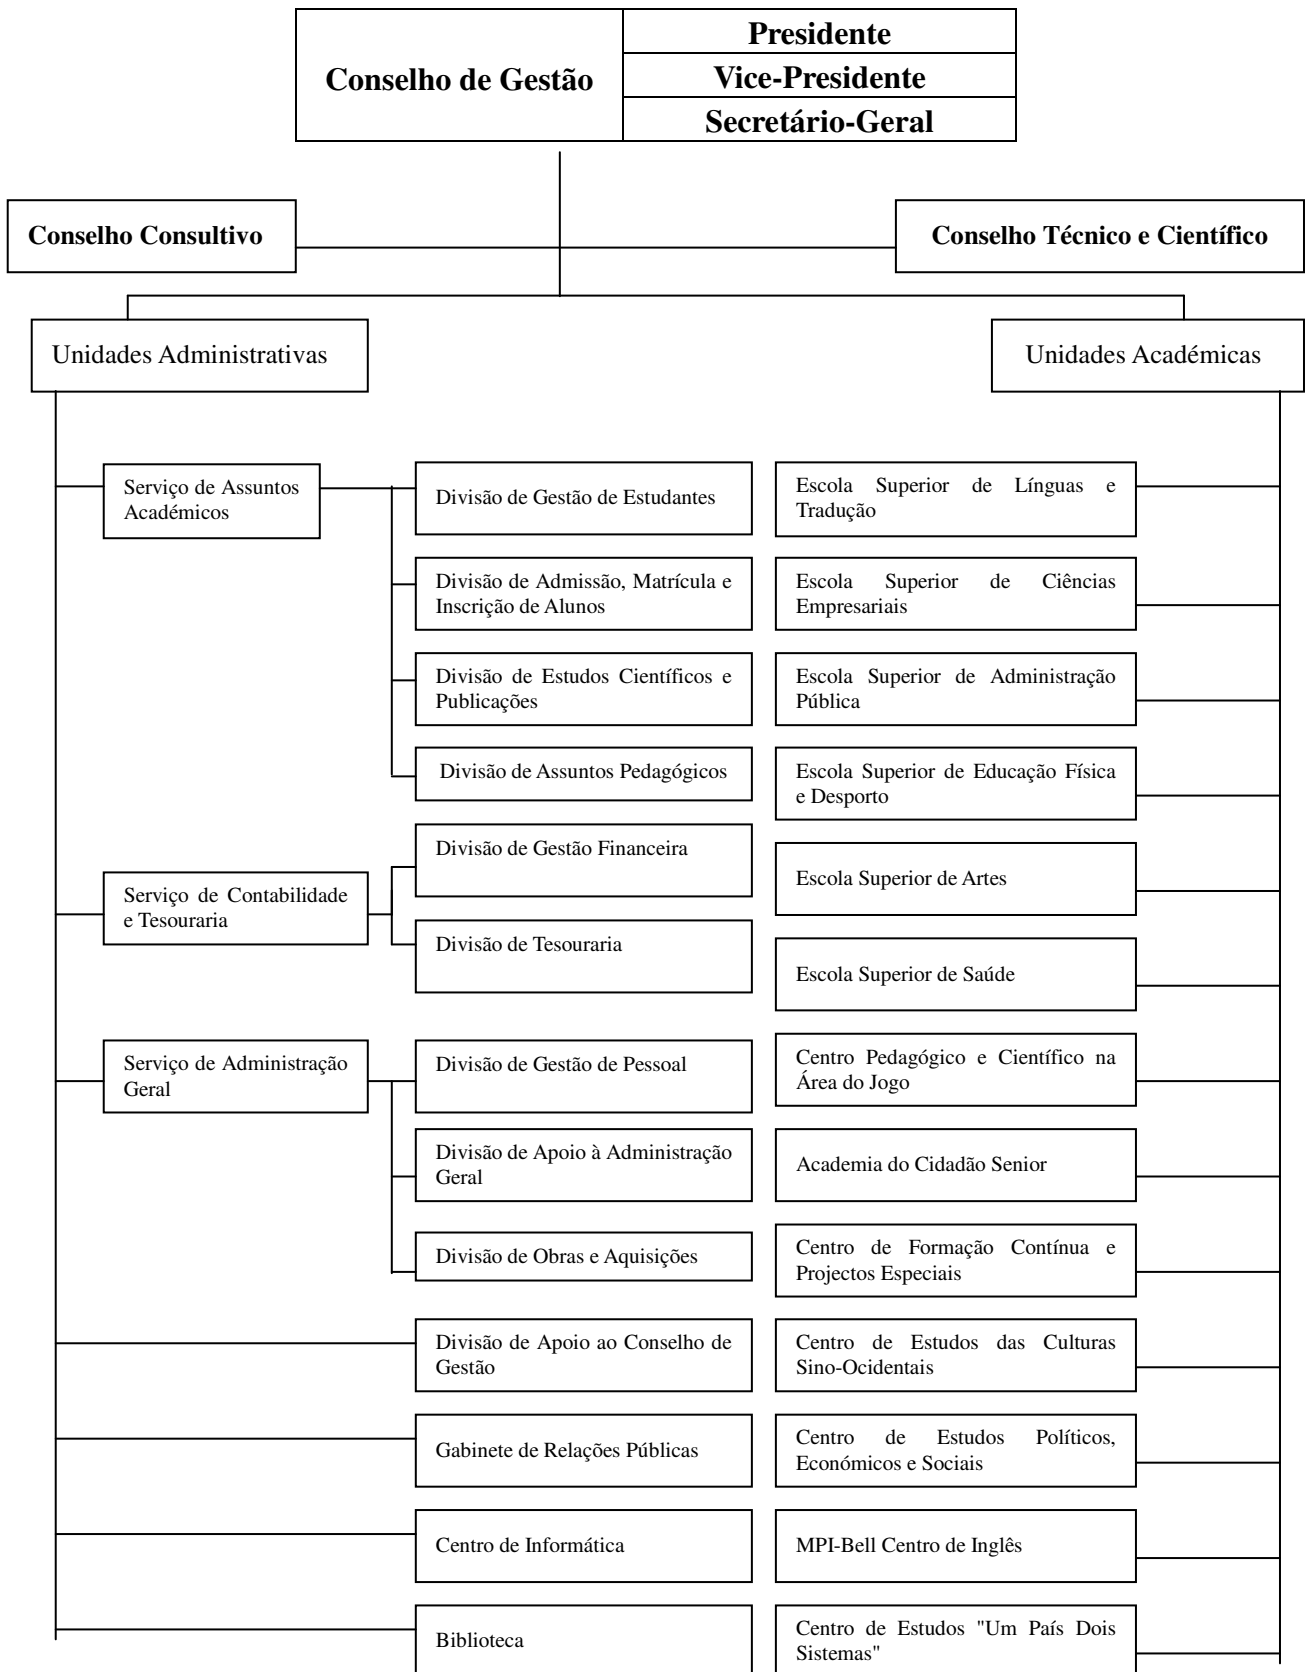 Conselho de Gestão
Presidente
Vice-Presidente
Secretário-Geral
Conselho Consultivo
Conselho Técnico e Científico
Unidades Administrativas
Unidades Académicas
Serviço de Assuntos
Académicos
Divisão de Gestão de Estudantes
Divisão de Admissão, Matrícula e
Inscrição de Alunos
Divisão de Estudos Científicos e
Publicações
Divisão de Assuntos Pedagógicos
Serviço de Contabilidade
e Tesouraria
Divisão de Gestão Financeira
Divisão de Tesouraria
Serviço de Administração
Geral
Divisão de Gestão de Pessoal
Divisão de Apoio à Administração
Geral
Divisão de Obras e Aquisições
Divisão de Apoio ao Conselho de
Gestão
Gabinete de Relações Públicas
Centro de Informática
Biblioteca
Escola Superior de Línguas e
Tradução
Escola Superior de Ciências
Empresariais
Escola Superior de Administração
Pública
Escola Superior de Educação Física
e Desporto
Escola Superior de Artes
Escola Superior de Saúde
Centro Pedagógico e Científico na
Área do Jogo
Academia do Cidadão Senior
Centro de Formação Contínua e
Projectos Especiais
Centro de Estudos das Culturas
Sino-Ocidentais
Centro de Estudos Políticos,
Económicos e Sociais
MPI-Bell Centro de Inglês
Centro de Estudos "Um País Dois
Sistemas"